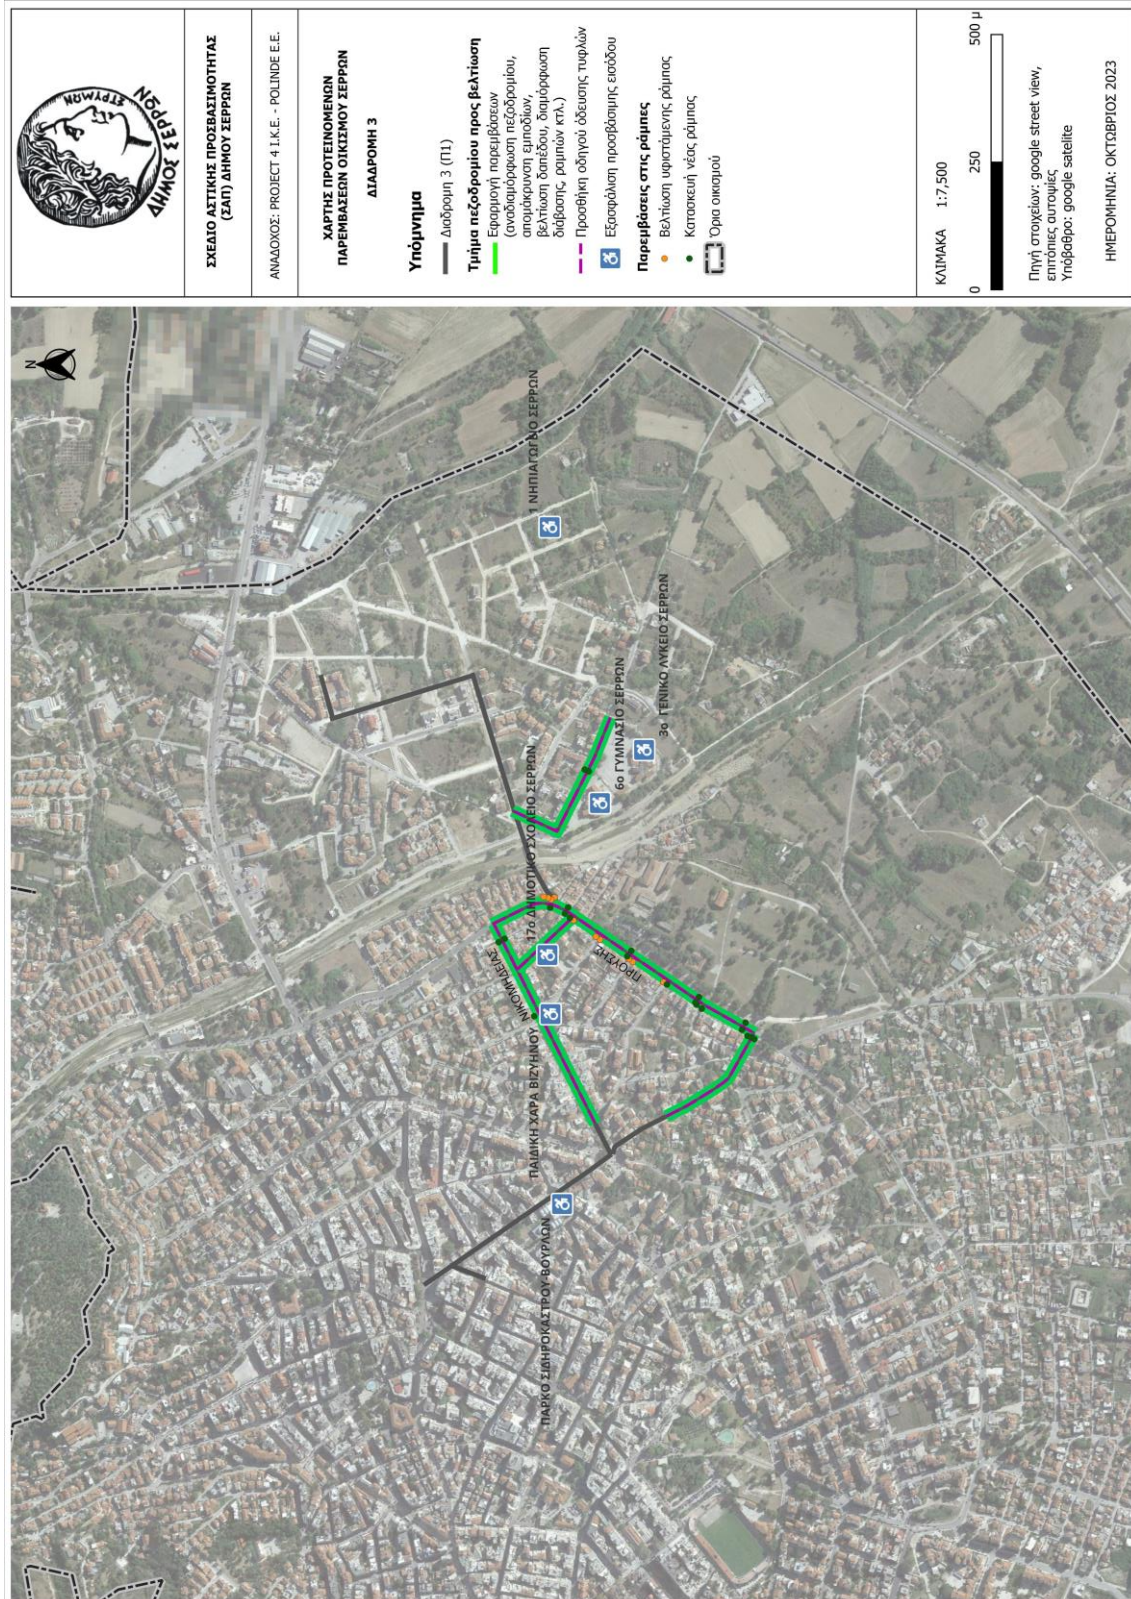 ΔΗΜΟΣ ΣΕΡΡΩΝ
ΣΤΡΥΜΩΝ
ΣΧΕΔΙΟ ΑΣΤΙΚΗΣ ΠΡΟΣΒΑΣΙΜΟΤΗΤΑΣ
(ΣΑΠ) ΔΗΜΟΥ ΣΕΡΡΩΝ
ΑΝΑΔΟΧΟΣ: PROJECT 4 Ι.Κ.Ε. - POLINDE Ε.Ε.
ΧΑΡΤΗΣ ΠΡΟΤΕΙΝΟΜΕΝΩΝ
ΠΑΡΕΜΒΑΣΕΩΝ ΟΙΚΙΣΜΟΥ ΣΕΡΡΩΝ
ΔΙΑΔΡΟΜΗ 3
Υπόμνημα
Διαδρομη 3 (Π1)
Τμήμα πεζοδρομίου προς βελτίωση
Εφαρμογή παρεμβάσεων
(αναδιαμόρφωση πεζοδρομίου,
απομάκρυνση εμποδίων,
βελτίωση δαπέδου, διαμόρφωση
διάβασης, ραμπών κτλ.)
Προσθήκη οδηγού όδευσης τυφλών
Εξασφάλιση προσβάσιμης εισόδου
Παρεμβάσεις στις ράμπες
Βελτίωση υφιστάμενης ράμπας
Κατασκευή νέας ράμπας
Όρια οικισμού
ΚΛΙΜΑΚΑ 1:7,500
0 250 500 μ
Πηγή στοιχείων: google street view,
επιτόπιες αυτοψίες
Υπόβαθρο: google satelite
ΗΜΕΡΟΜΗΝΙΑ: ΟΚΤΩΒΡΙΟΣ 2023
N
1 ΝΗΠΙΑΓΩΓΕΙΟ ΣΕΡΡΩΝ
3ο ΓΕΝΙΚΟ ΛΥΚΕΙΟ ΣΕΡΡΩΝ
6ο ΓΥΜΝΑΣΙΟ ΣΕΡΡΩΝ
17ο ΔΗΜΟΤΙΚΟ ΣΧΟΛΕΙΟ ΣΕΡΡΩΝ
ΝΙΚΟΜΗΔΕΙΑΣ
ΠΡΟΥΣΗΣ
ΠΑΙΔΙΚΗ ΧΑΡΑ ΒΙΖΥΗΝΟΥ
ΠΑΡΚΟ ΣΙΔΗΡΟΚΑΣΤΡΟΥ-ΒΟΥΡΛΩΝ